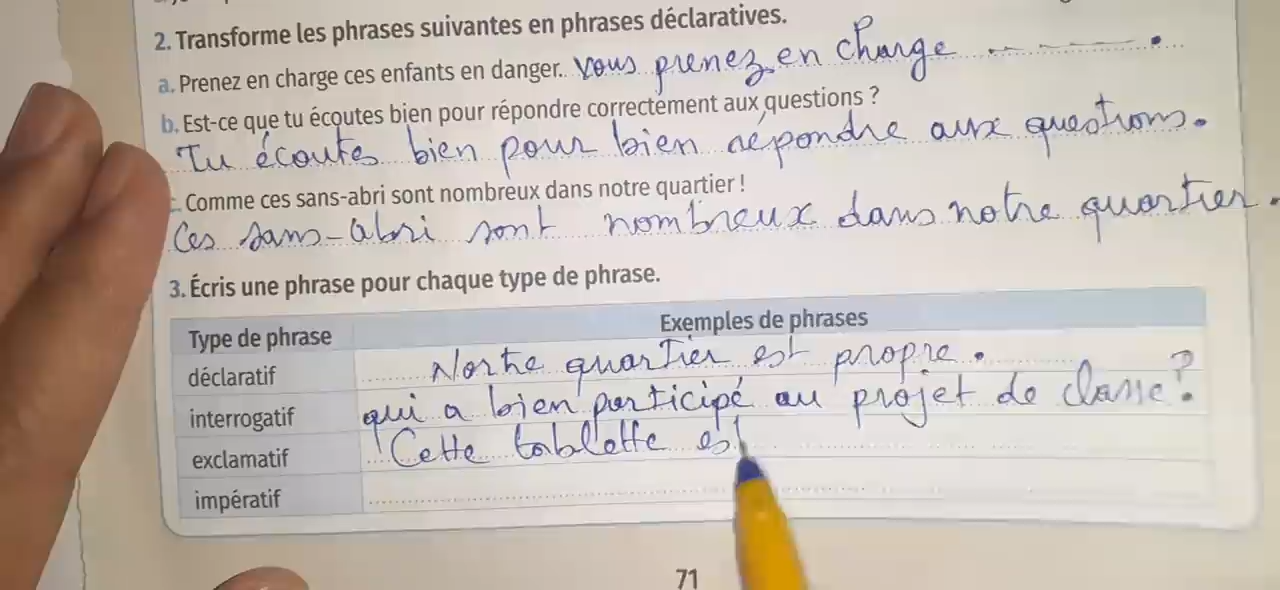 2. Transforme les phrases suivantes en phrases déclaratives.
a. Prenez en charge ces enfants en danger. vous prenez en charge
b. Est-ce que tu écoutes bien pour répondre correctement aux questions ?
Tu écoutes bien pour bien répondre aux questions.
Comme ces sans-abri sont nombreux dans notre quartier !
Ces sans-abri sont nombreux dans notre quartier.
3. Écris une phrase pour chaque type de phrase.
Type de phrase Exemples de phrases
déclaratif Nortre quartier est propre.
interrogatif qui a bien participé au projet de classe ?
exclamatif Cette tablette est
impératif
71